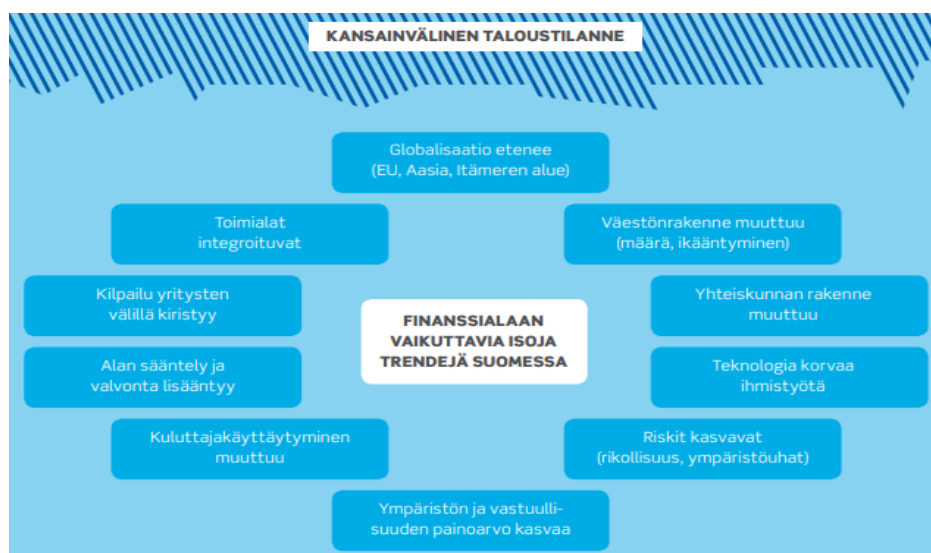 KANSAINVÄLINEN TALOUSTILANNE
Globalisaatio etenee
(EU, Aasia, Itämeren alue)
Toimialat
integroituvat
Väestönrakenne muuttuu
(määrä, ikääntyminen)
Kilpailu yritysten
välillä kiristyy
Yhteiskunnan rakenne
muuttuu
FINANSSIALAAN
VAIKUTTAVIA ISOJA
TRENDEJÄ SUOMESSA
Alan sääntely ja
valvonta lisääntyy
Teknologia korvaa
ihmistyötä
Kuluttajakäyttäytyminen
muuttuu
Riskit kasvavat
(rikollisuus, ympäristöuhat)
Ympäristön ja vastuulli-
suuden painoarvo kasvaa